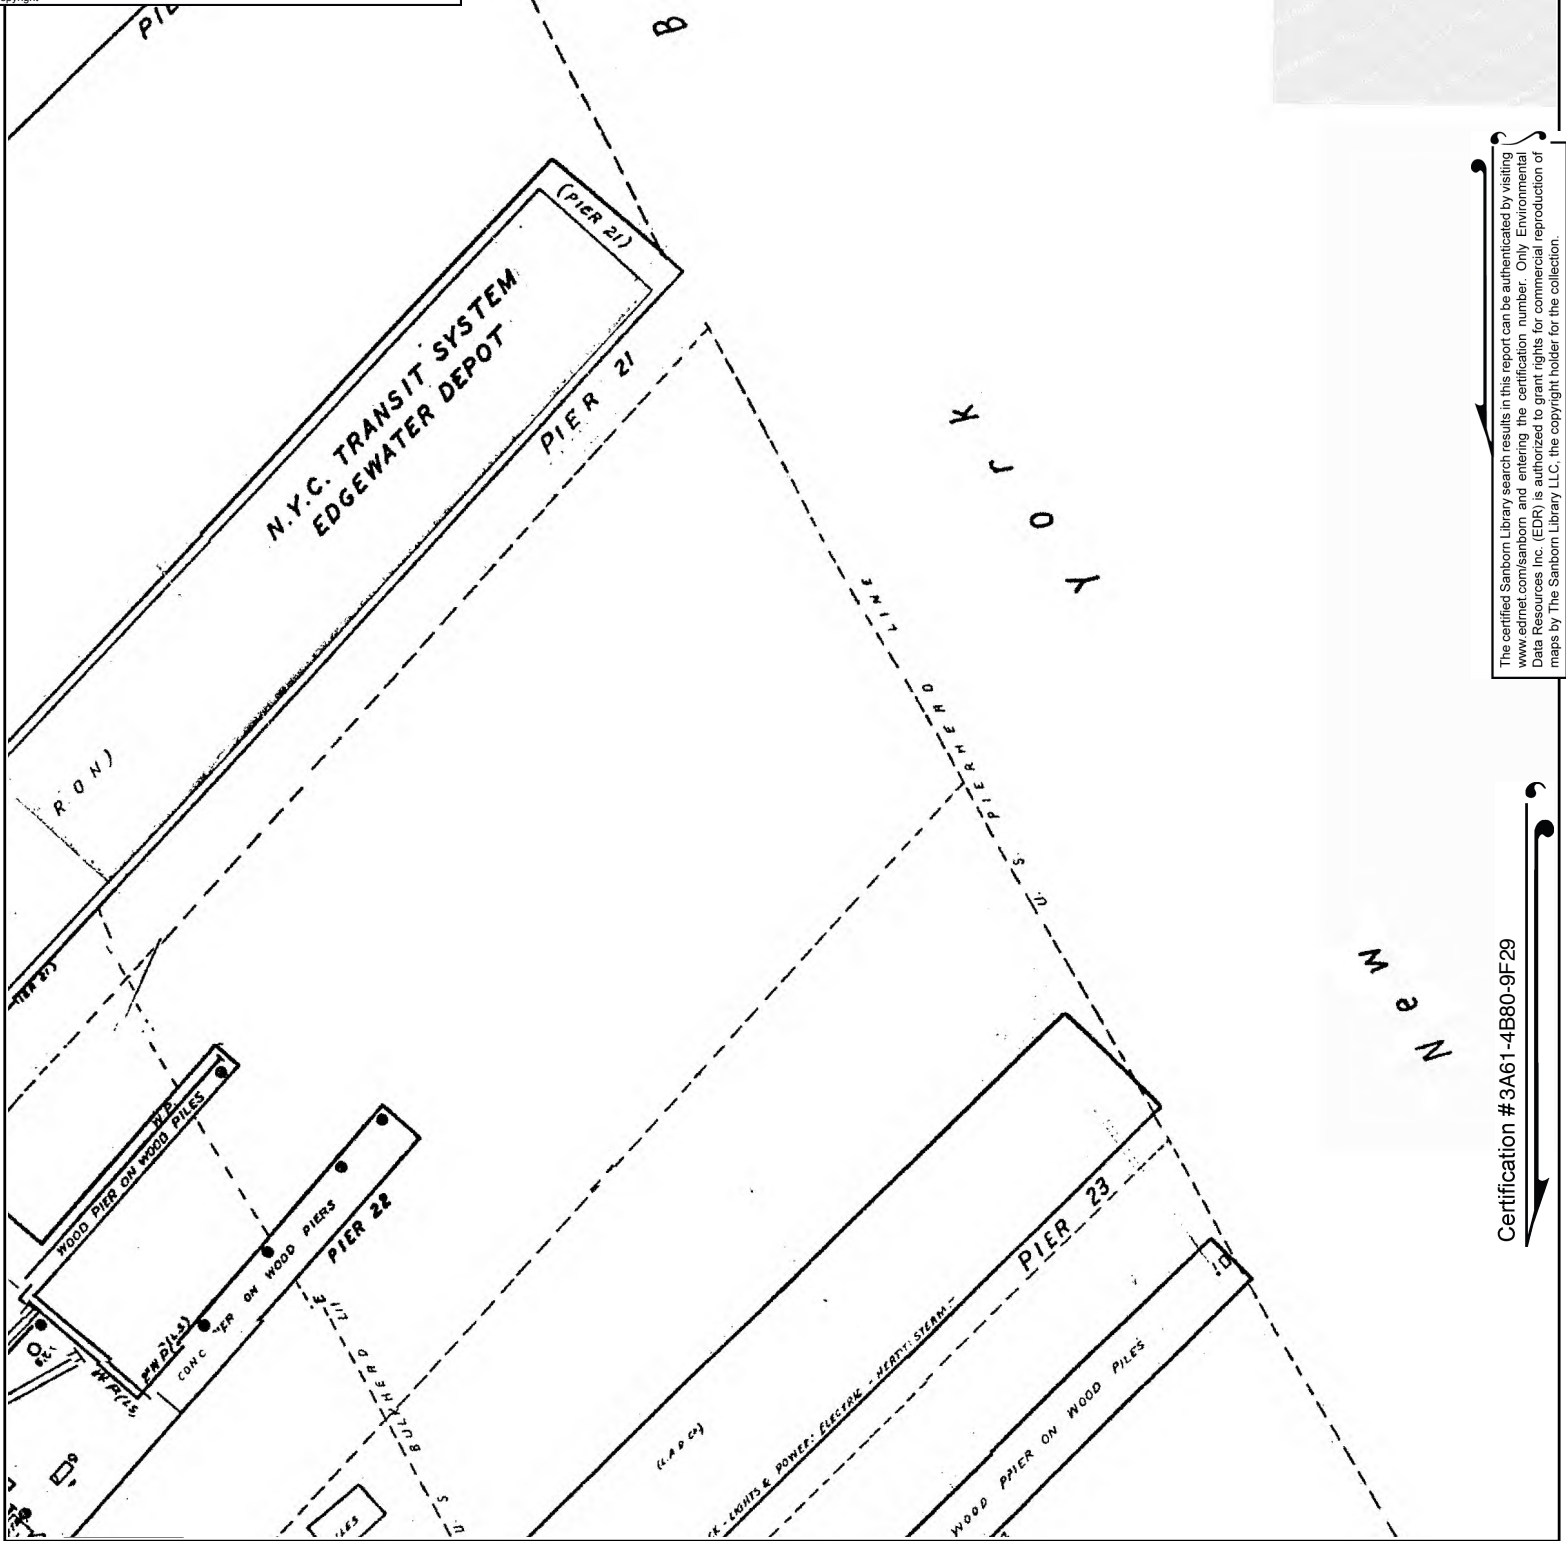 B
(PIER 21)
N.Y.C. TRANSIT SYSTEM
EDGEWATER DEPOT
PIER 21
New York
U. S. PIERHEAD LINE
W.P.
WOOD PIER ON WOOD PILES
ON WOOD PIERS
PIER 22
CONC
U. S. BULKHEAD
LIGHTS & POWER: ELECTRIC - HEAT'G: STEAM -
PIER 23
WOOD PPIER ON WOOD PILES
The certified Sanborn Library search results in this report can be authenticated by visiting
www.edrnet.com/sanborn and entering the certification number. Only Environmental
Data Resources Inc. (EDR) is authorized to grant rights for commercial reproduction of
maps by The Sanborn Library LLC, the copyright holder for the collection.
Certification # 3A61-4B80-9F29